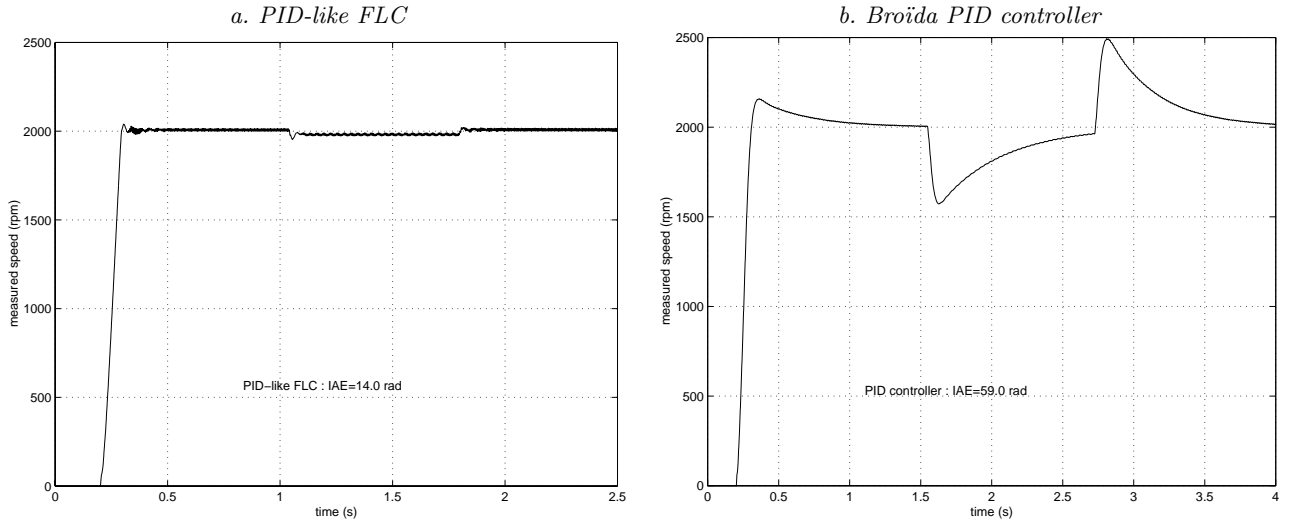 a. PID-like FLC
2500
2000
1500
1000
500
0
measured speed (rpm)
PID−like FLC : IAE=14.0 rad
0 0.5 1 1.5 2 2.5
time (s)
b. Broïda PID controller
2500
2000
1500
1000
500
0
measured speed (rpm)
PID controller : IAE=59.0 rad
0 0.5 1 1.5 2 2.5 3 3.5 4
time (s)